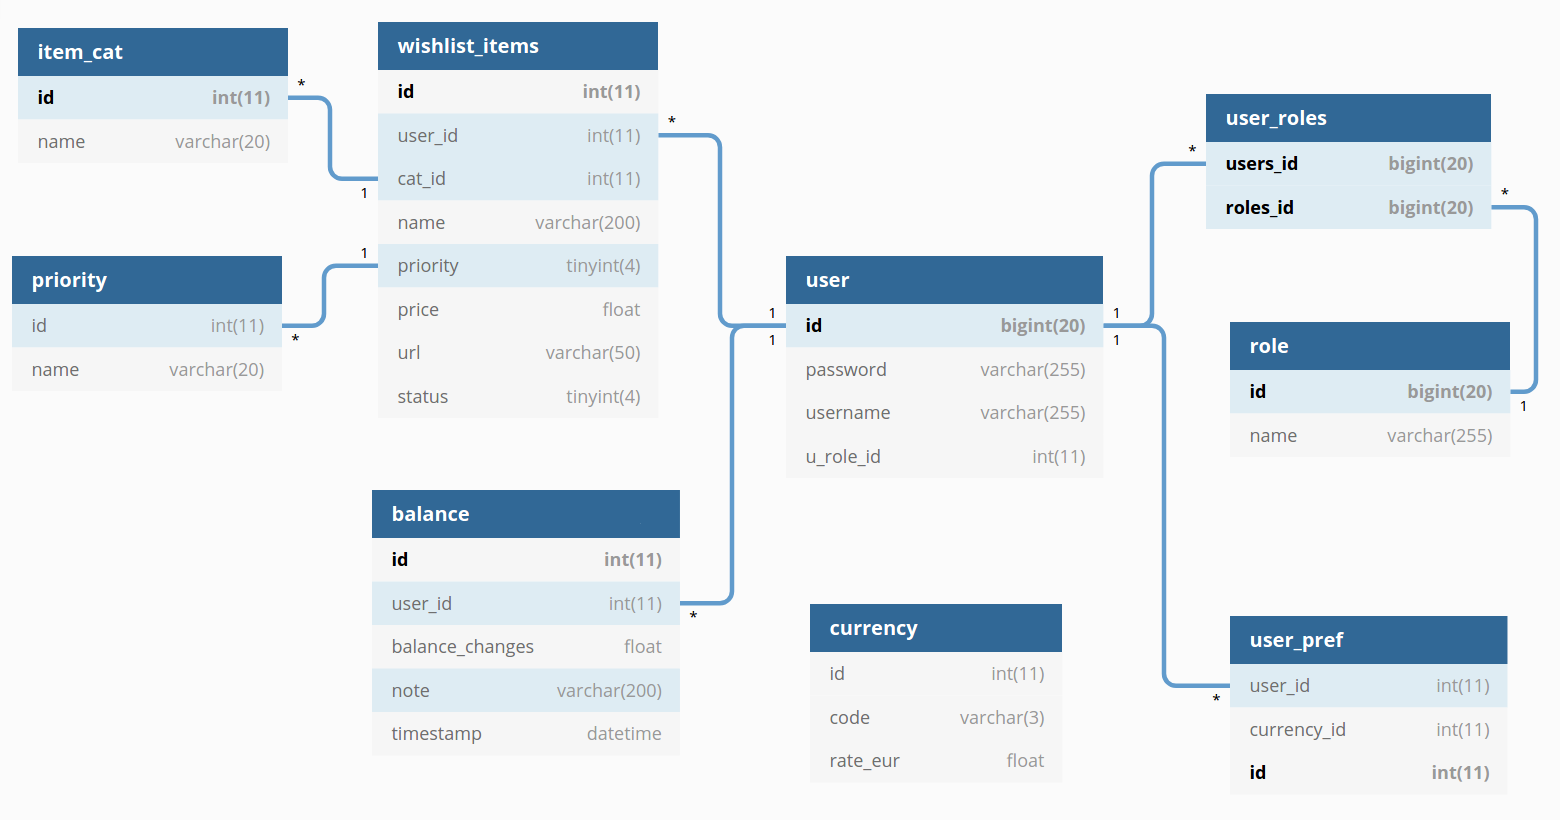 item_cat
id int(11)
name varchar(20)
*
1
wishlist_items
id int(11)
user_id int(11)
cat_id int(11)
name varchar(200)
priority tinyint(4)
price float
url varchar(50)
status tinyint(4)
*
1
priority
id int(11)
name varchar(20)
*
user
id bigint(20)
password varchar(255)
username varchar(255)
u_role_id int(11)
1
1
1
1
user_roles
users_id bigint(20)
roles_id bigint(20)
*
*
role
id bigint(20)
name varchar(255)
1
balance
id int(11)
user_id int(11)
balance_changes float
note varchar(200)
timestamp datetime
*
currency
id int(11)
code varchar(3)
rate_eur float
user_pref
user_id int(11)
currency_id int(11)
id int(11)
*